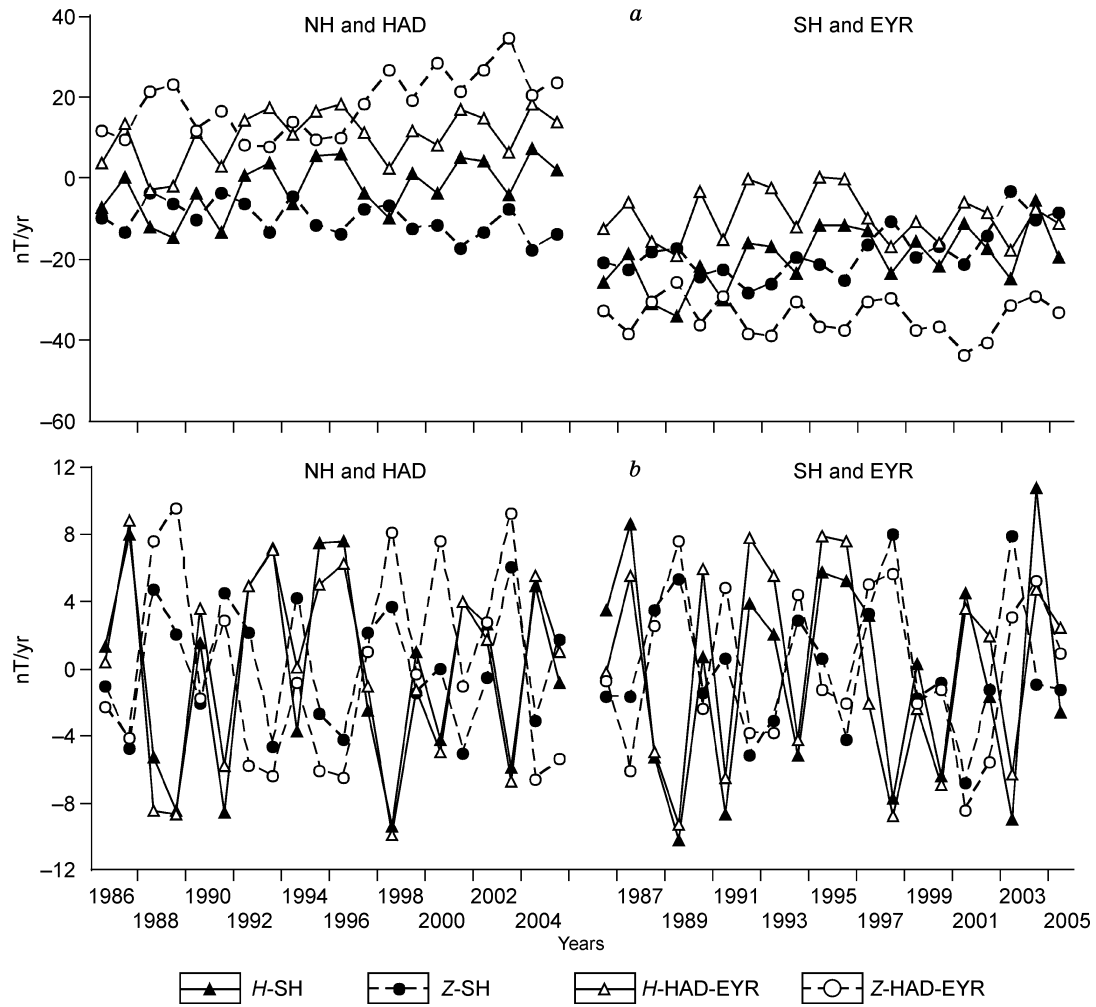 a
NH and HAD SH and EYR
40
20
0
–20
–40
–60
nT/yr
b
NH and HAD SH and EYR
12
8
4
0
–4
–8
–12
nT/yr
1986 1990 1994 1998 2002 1987 1991 1995 1999 2003
1988 1992 1996 2000 2004 1989 1993 1997 2001 2005
Years
H-SH Z-SH H-HAD-EYR Z-HAD-EYR